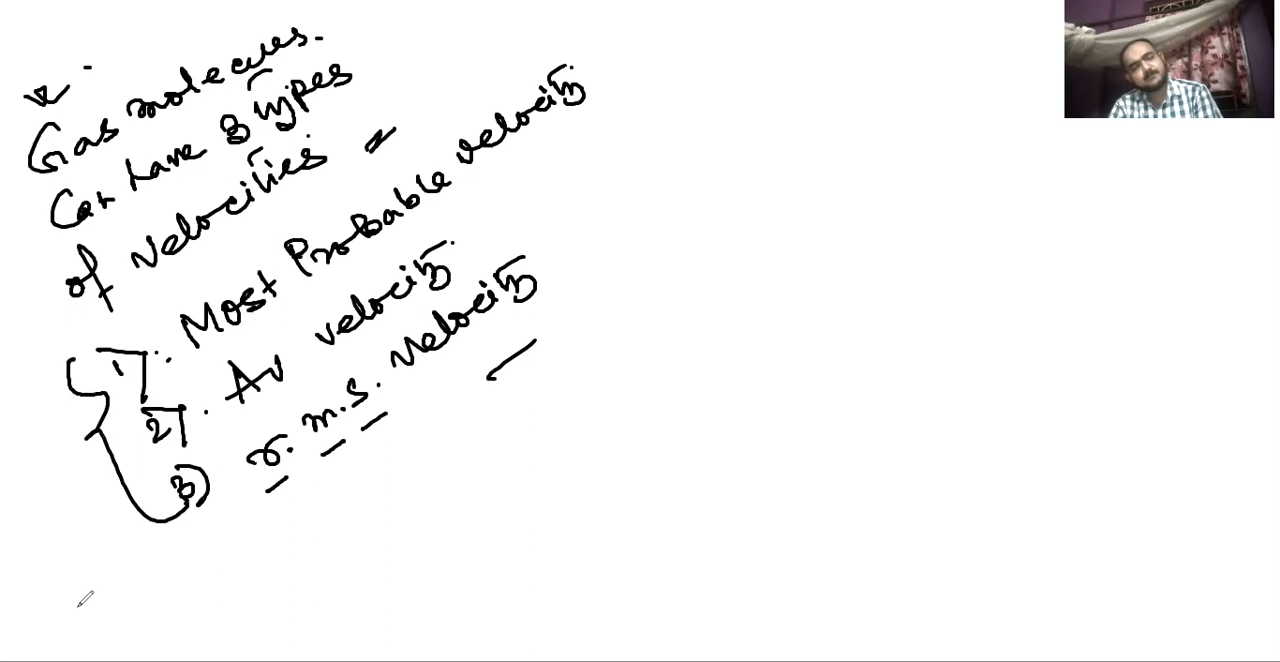 Gas molecules.
Can have 3 types
of velocities
1. Most Probable velocity
2. Av velocity
3) r.m.s. velocity